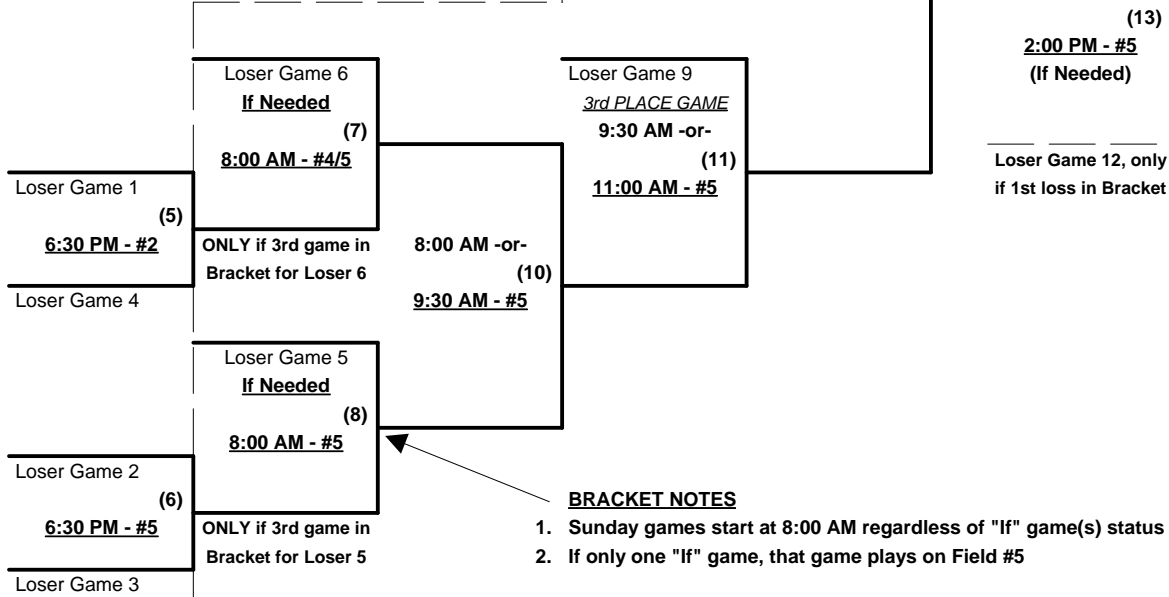 (13)
2:00 PM - #5
(If Needed)
Loser Game 12, only
if 1st loss in Bracket
Loser Game 9
3rd PLACE GAME
9:30 AM -or-
(11)
11:00 AM - #5
Loser Game 6
If Needed
(7)
8:00 AM - #4/5
ONLY if 3rd game in
Bracket for Loser 6
Loser Game 1
(5)
6:30 PM - #2
Loser Game 4
8:00 AM -or-
(10)
9:30 AM - #5
Loser Game 5
If Needed
(8)
8:00 AM - #5
ONLY if 3rd game in
Bracket for Loser 5
Loser Game 2
(6)
6:30 PM - #5
Loser Game 3
BRACKET NOTES
1. Sunday games start at 8:00 AM regardless of "If" game(s) status
2. If only one "If" game, that game plays on Field #5